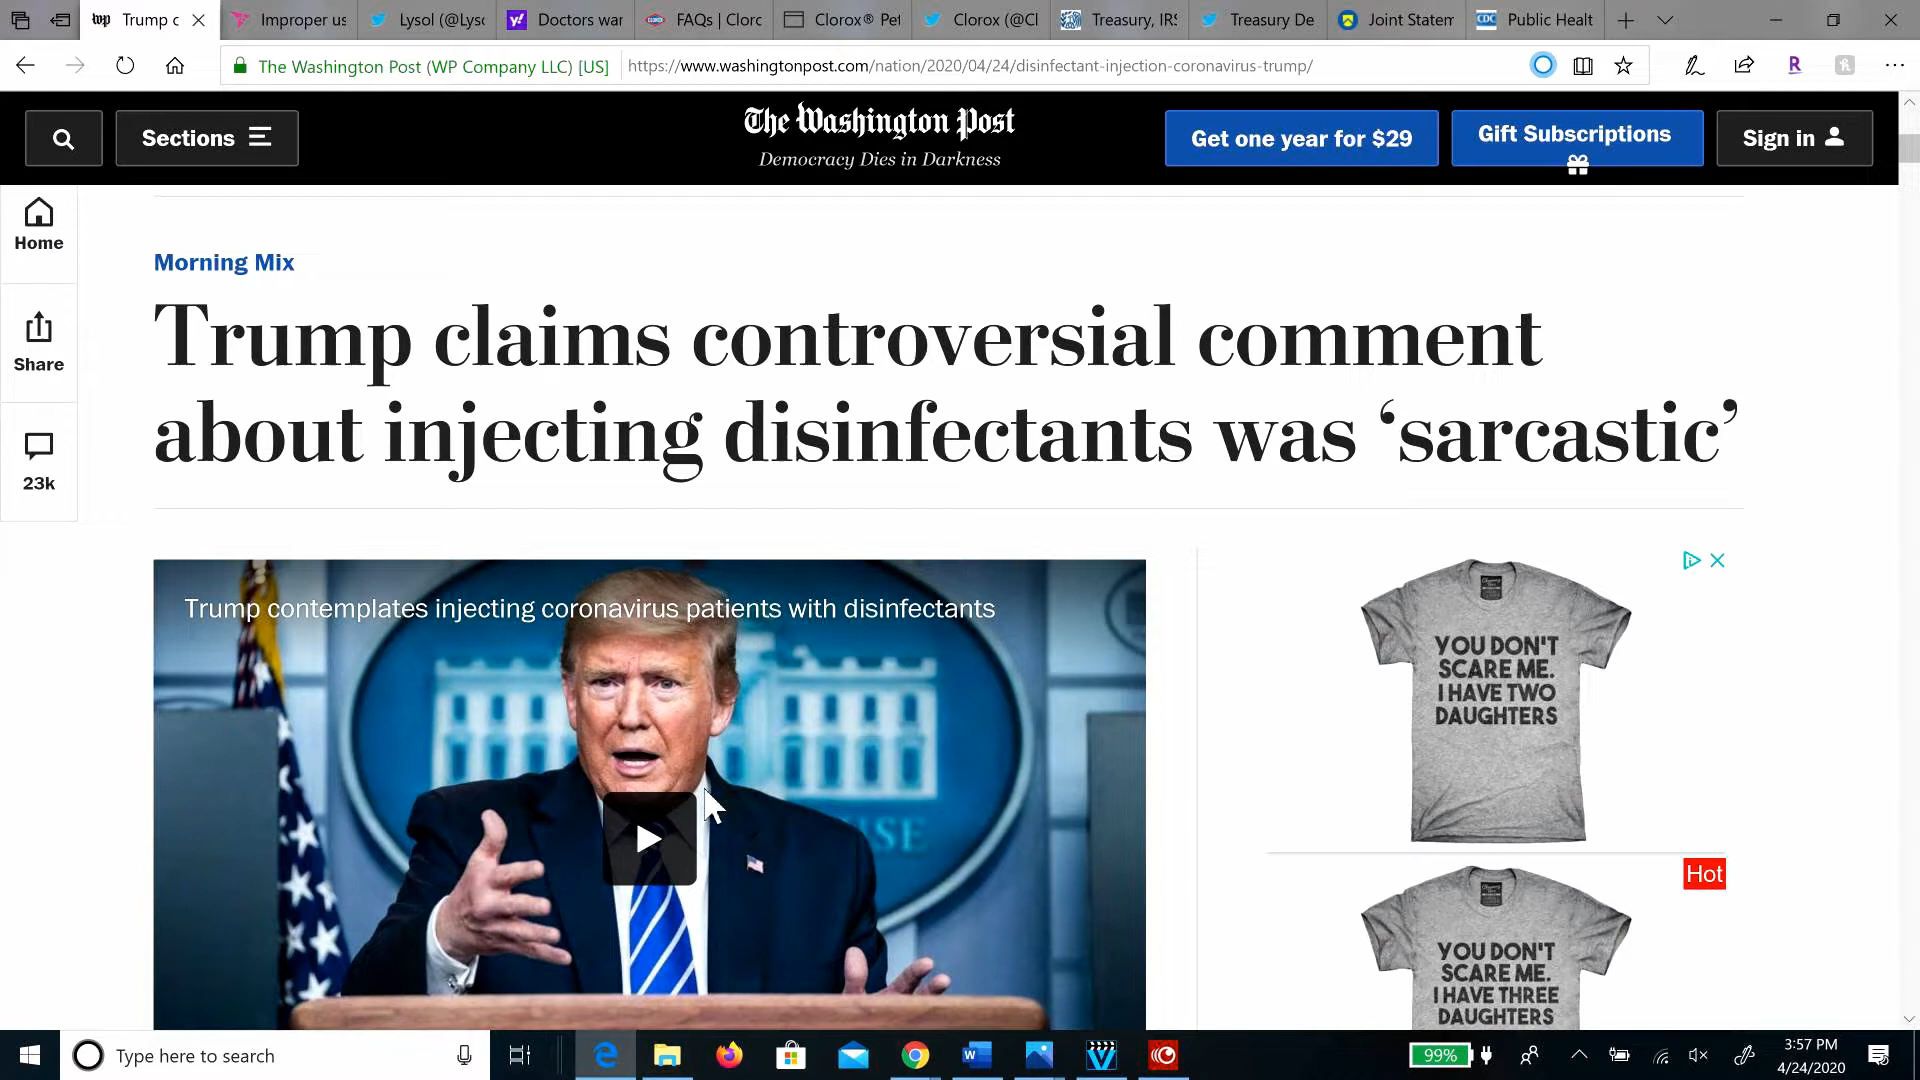 Trump c
Improper us
Lysol (@Lyso
Doctors war
FAQs | Cloro
Clorox® Pet
Clorox (@Cl
Treasury, IRS
Treasury De
Joint Statem
Public Healt
The Washington Post (WP Company LLC) [US]
https://www.washingtonpost.com/nation/2020/04/24/disinfectant-injection-coronavirus-trump/
Sections
The Washington Post
Democracy Dies in Darkness
Get one year for $29
Gift Subscriptions
Sign in
Home
Share
23k
Morning Mix
Trump claims controversial comment
about injecting disinfectants was ‘sarcastic’
Trump contemplates injecting coronavirus patients with disinfectants
YOU DON'T
SCARE ME.
I HAVE TWO
DAUGHTERS
Hot
YOU DON'T
SCARE ME.
I HAVE THREE
DAUGHTERS
Type here to search
99%
3:57 PM
4/24/2020